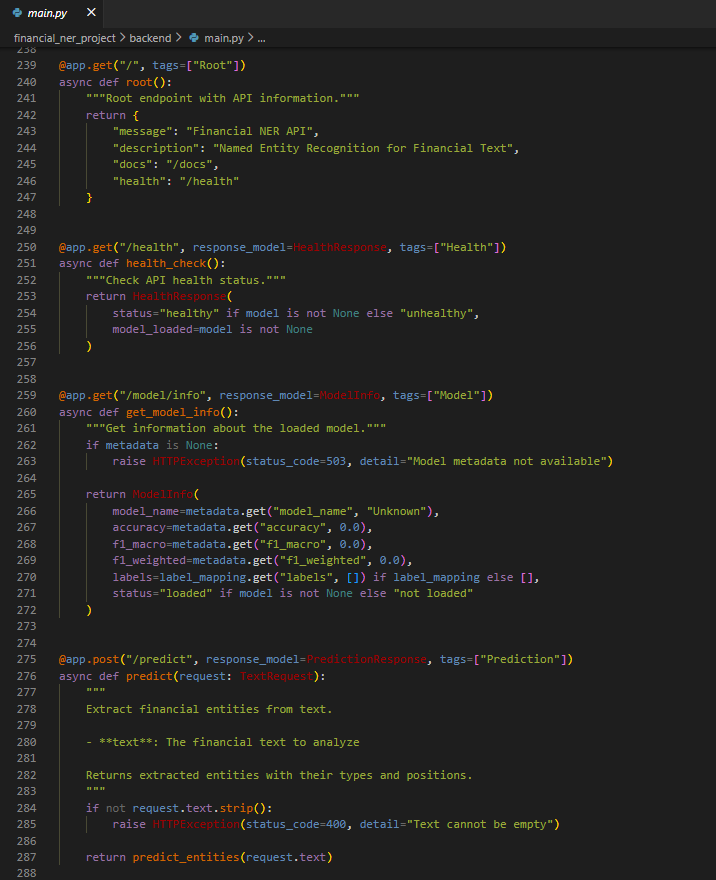 main.py
financial_ner_project > backend > main.py > ...
238
239 @app.get("/", tags=["Root"])
240 async def root():
241     """Root endpoint with API information."""
242     return {
243         "message": "Financial NER API",
244         "description": "Named Entity Recognition for Financial Text",
245         "docs": "/docs",
246         "health": "/health"
247     }
248
249
250 @app.get("/health", response_model=HealthResponse, tags=["Health"])
251 async def health_check():
252     """Check API health status."""
253     return HealthResponse(
254         status="healthy" if model is not None else "unhealthy",
255         model_loaded=model is not None
256     )
257
258
259 @app.get("/model/info", response_model=ModelInfo, tags=["Model"])
260 async def get_model_info():
261     """Get information about the loaded model."""
262     if metadata is None:
263         raise HTTPException(status_code=503, detail="Model metadata not available")
264
265     return ModelInfo(
266         model_name=metadata.get("model_name", "Unknown"),
267         accuracy=metadata.get("accuracy", 0.0),
268         f1_macro=metadata.get("f1_macro", 0.0),
269         f1_weighted=metadata.get("f1_weighted", 0.0),
270         labels=label_mapping.get("labels", []) if label_mapping else [],
271         status="loaded" if model is not None else "not loaded"
272     )
273
274
275 @app.post("/predict", response_model=PredictionResponse, tags=["Prediction"])
276 async def predict(request: TextRequest):
277     """
278     Extract financial entities from text.
279
280     - **text**: The financial text to analyze
281
282     Returns extracted entities with their types and positions.
283     """
284     if not request.text.strip():
285         raise HTTPException(status_code=400, detail="Text cannot be empty")
286
287     return predict_entities(request.text)
288